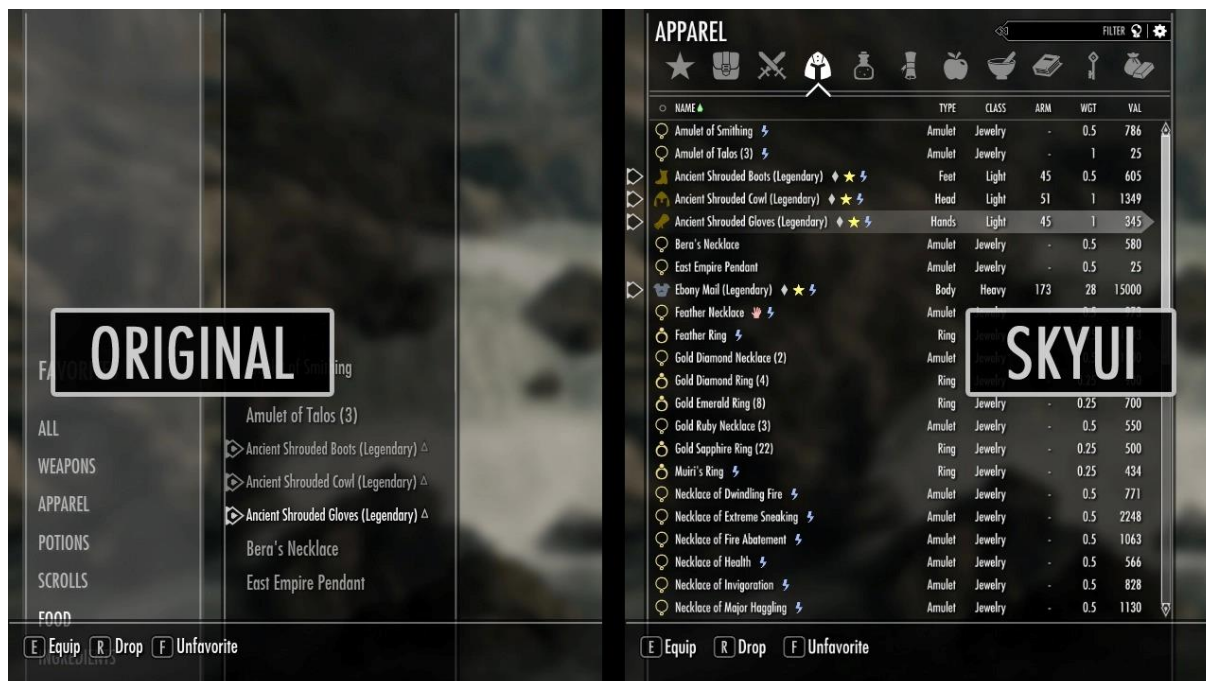 ORIGINAL
Smithing
Amulet of Talos (3)
ALL
Ancient Shrouded Boots (Legendary)
WEAPONS
Ancient Shrouded Cowl (Legendary)
APPAREL
Ancient Shrouded Gloves (Legendary)
POTIONS
Bera's Necklace
SCROLLS
East Empire Pendant
FOOD
INGREDIENTS
E Equip R Drop F Unfavorite
APPAREL
FILTER
NAME TYPE CLASS ARM WGT VAL
Amulet of Smithing Amulet Jewelry - 0.5 786
Amulet of Talos (3) Amulet Jewelry - 1 25
Ancient Shrouded Boots (Legendary) Feet Light 45 0.5 605
Ancient Shrouded Cowl (Legendary) Head Light 51 1 1349
Ancient Shrouded Gloves (Legendary) Hands Light 45 1 345
Bera's Necklace Amulet Jewelry - 0.5 580
East Empire Pendant Amulet Jewelry - 0.5 25
Ebony Mail (Legendary) Body Heavy 173 28 15000
Feather Necklace Amulet
Feather Ring Ring
SKYUI
Gold Diamond Necklace (2) Amulet
Gold Diamond Ring (4) Ring
Gold Emerald Ring (8) Ring Jewelry - 0.25 700
Gold Ruby Necklace (3) Amulet Jewelry - 0.5 550
Gold Sapphire Ring (22) Ring Jewelry - 0.25 500
Muiri's Ring Ring Jewelry - 0.25 434
Necklace of Dwindling Fire Amulet Jewelry - 0.5 771
Necklace of Extreme Sneaking Amulet Jewelry - 0.5 2248
Necklace of Fire Abatement Amulet Jewelry - 0.5 1063
Necklace of Health Amulet Jewelry - 0.5 566
Necklace of Invigoration Amulet Jewelry - 0.5 828
Necklace of Major Haggling Amulet Jewelry - 0.5 1130
E Equip R Drop F Unfavorite